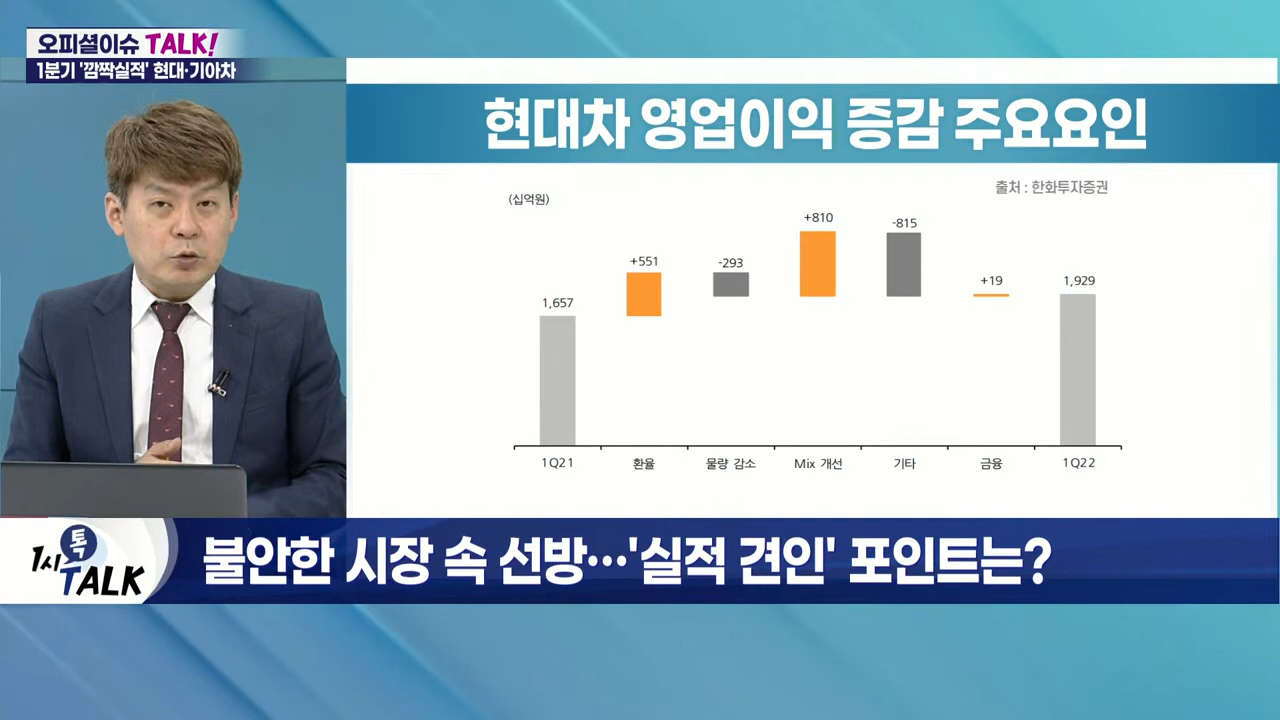 오피셜이슈 TALK!
1분기 '깜짝실적' 현대·기아차
현대차 영업이익 증감 주요요인
출처 : 한화투자증권
(십억원)
1,657
+551
-293
+810
-815
+19
1,929
1Q21
환율
물량 감소
Mix 개선
기타
금융
1Q22
1시 톡 TALK
불안한 시장 속 선방…'실적 견인' 포인트는?